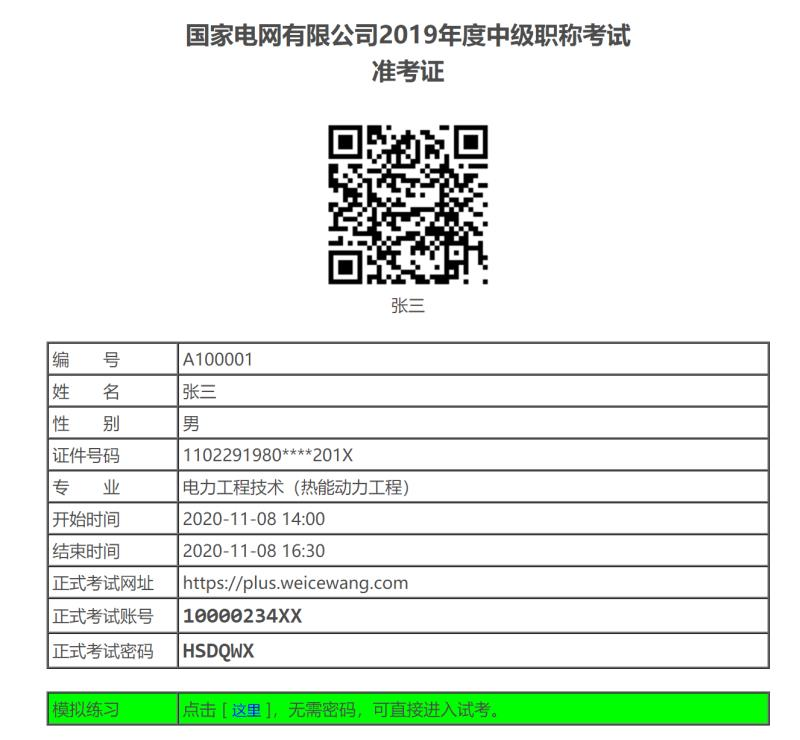 国家电网有限公司2019年度中级职称考试
准考证
张三
编 号 A100001
姓 名 张三
性 别 男
证件号码 1102291980****201X
专 业 电力工程技术（热能动力工程）
开始时间 2020-11-08 14:00
结束时间 2020-11-08 16:30
正式考试网址 https://plus.weicewang.com
正式考试账号 10000234XX
正式考试密码 HSDQWX
模拟练习 点击 [ 这里 ]，无需密码，可直接进入试考。